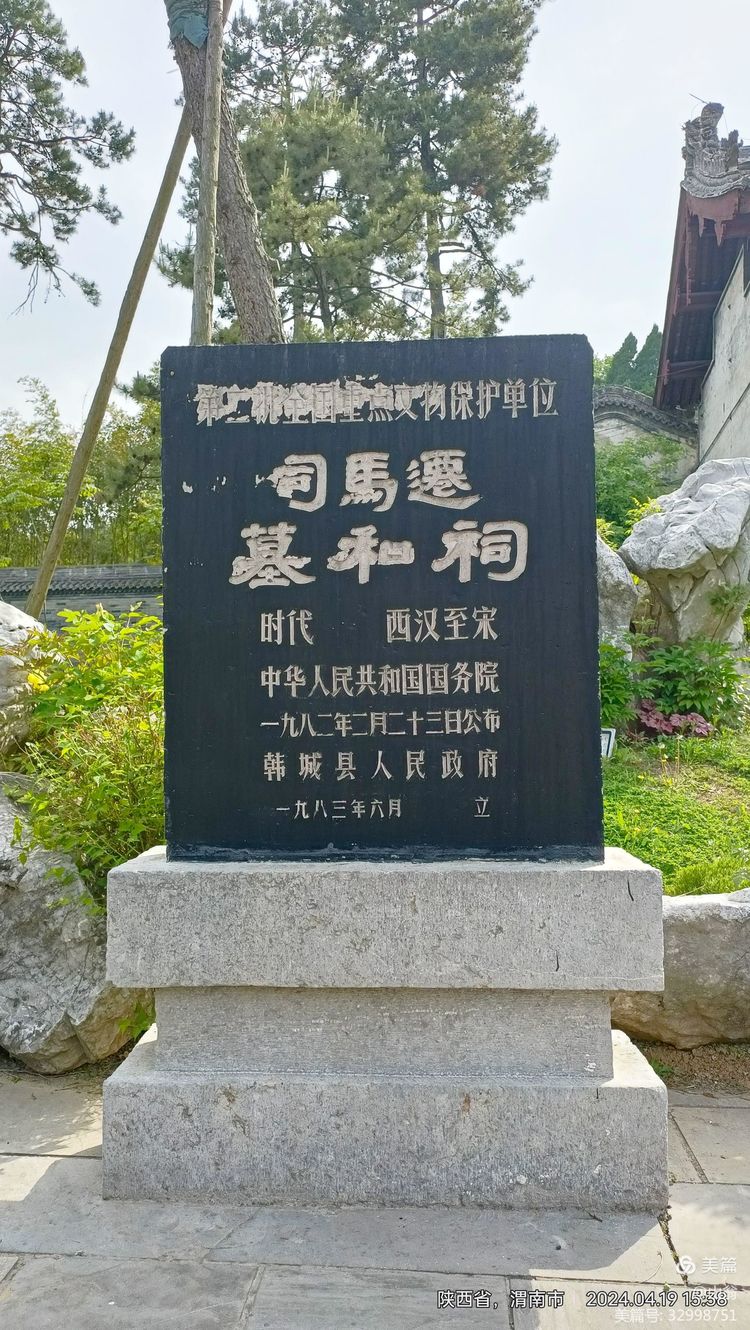 第二批全国重点文物保护单位
司馬遷
墓和祠
时代 西汉至宋
中华人民共和国国务院
一九八二年二月二十三日公布
韩城县人民政府
一九八三年六月 立
美篇
陕西省，渭南市 2024.04.19 15:38
美篇号: 32998751